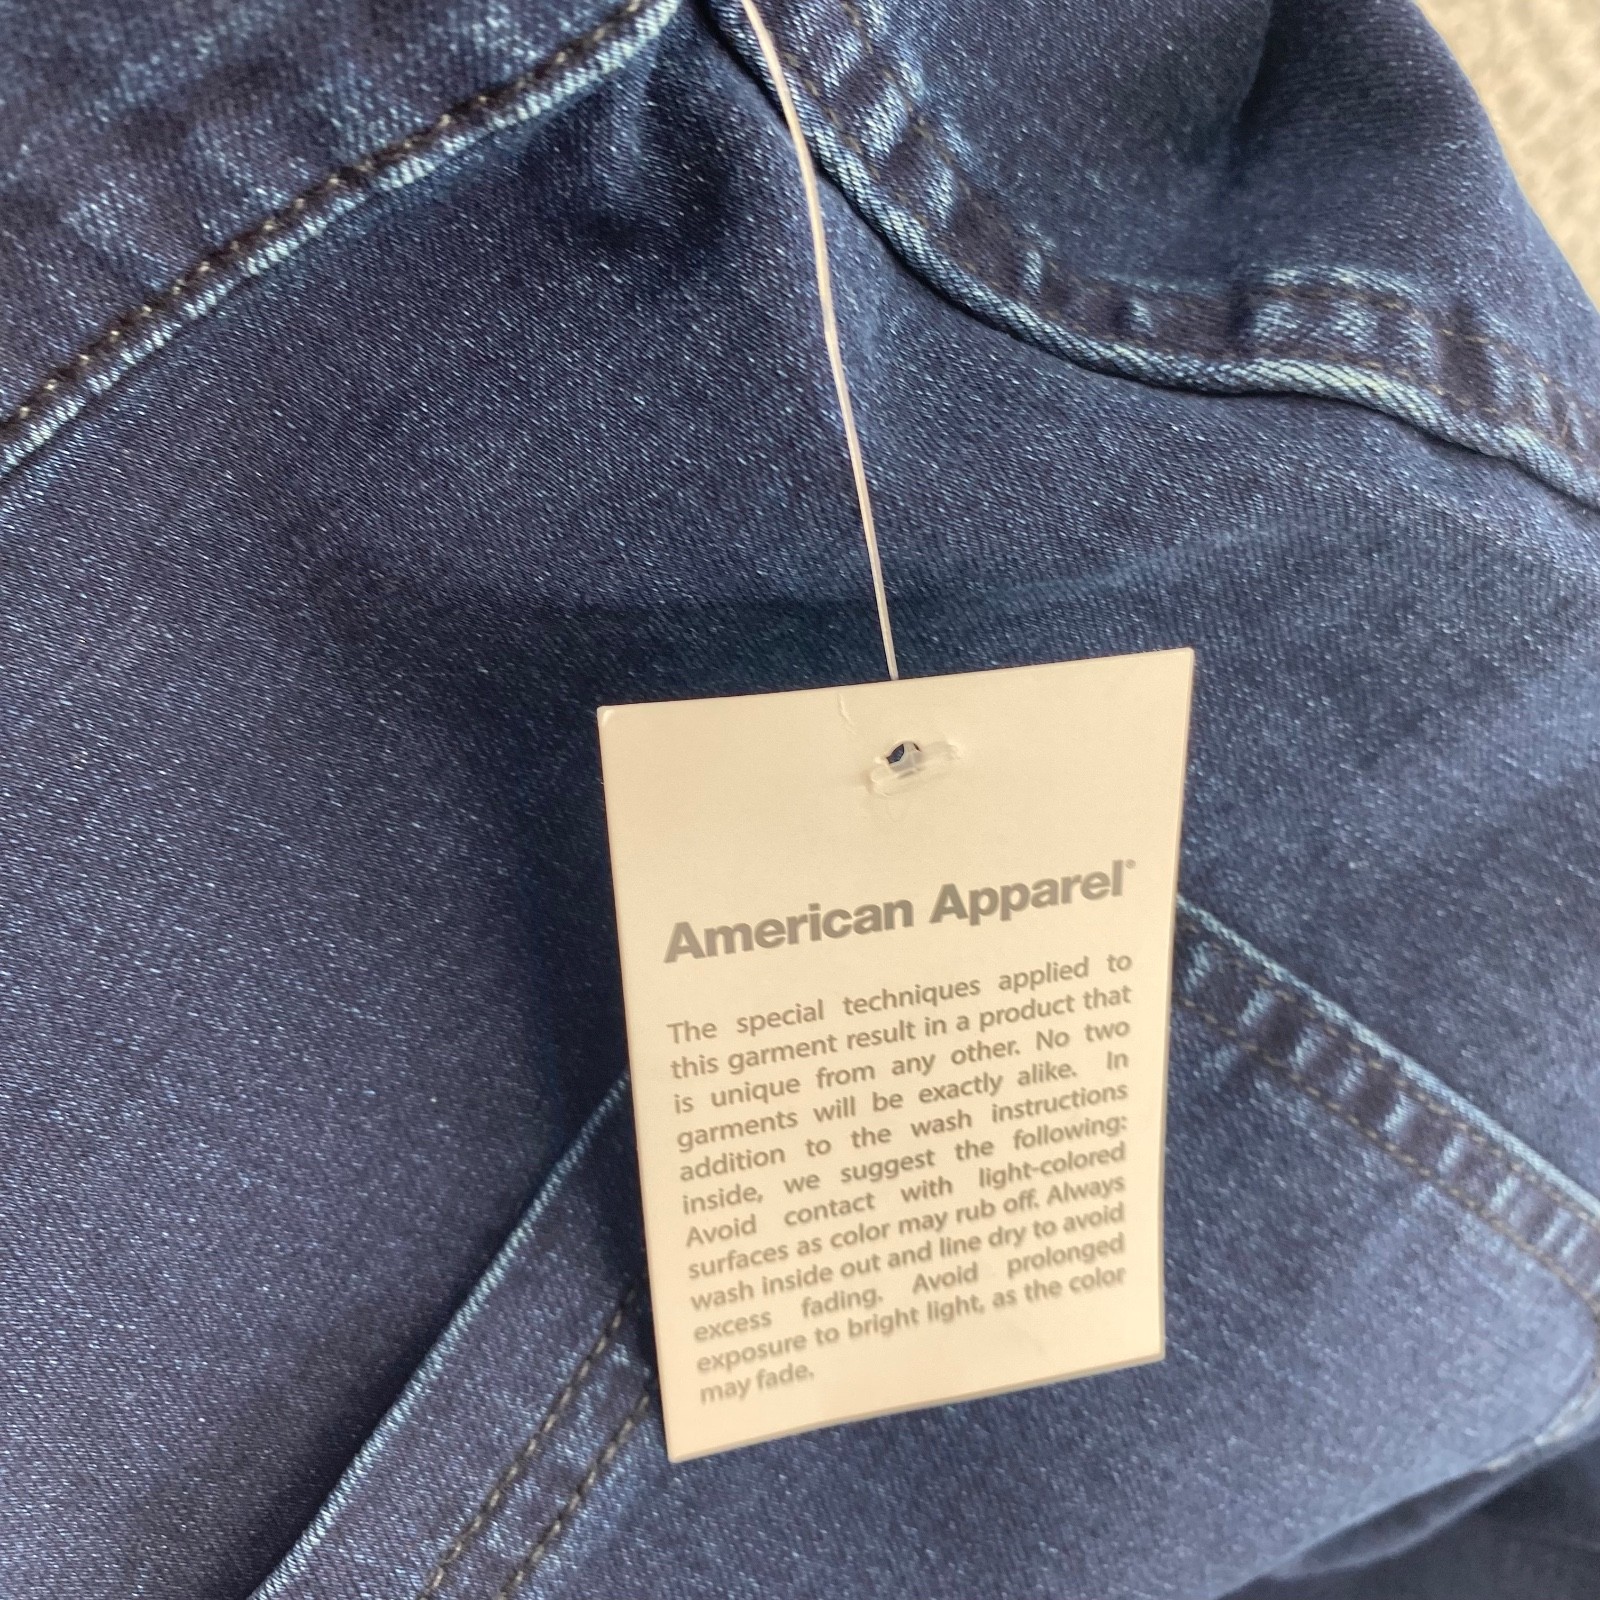 American Apparel®
The special techniques applied to
this garment result in a product that
is unique from any other. No two
garments will be exactly alike. In
addition to the wash instructions
inside, we suggest the following:
Avoid contact with light-colored
surfaces as color may rub off. Always
wash inside out and line dry to avoid
excess fading. Avoid prolonged
exposure to bright light, as the color
may fade.